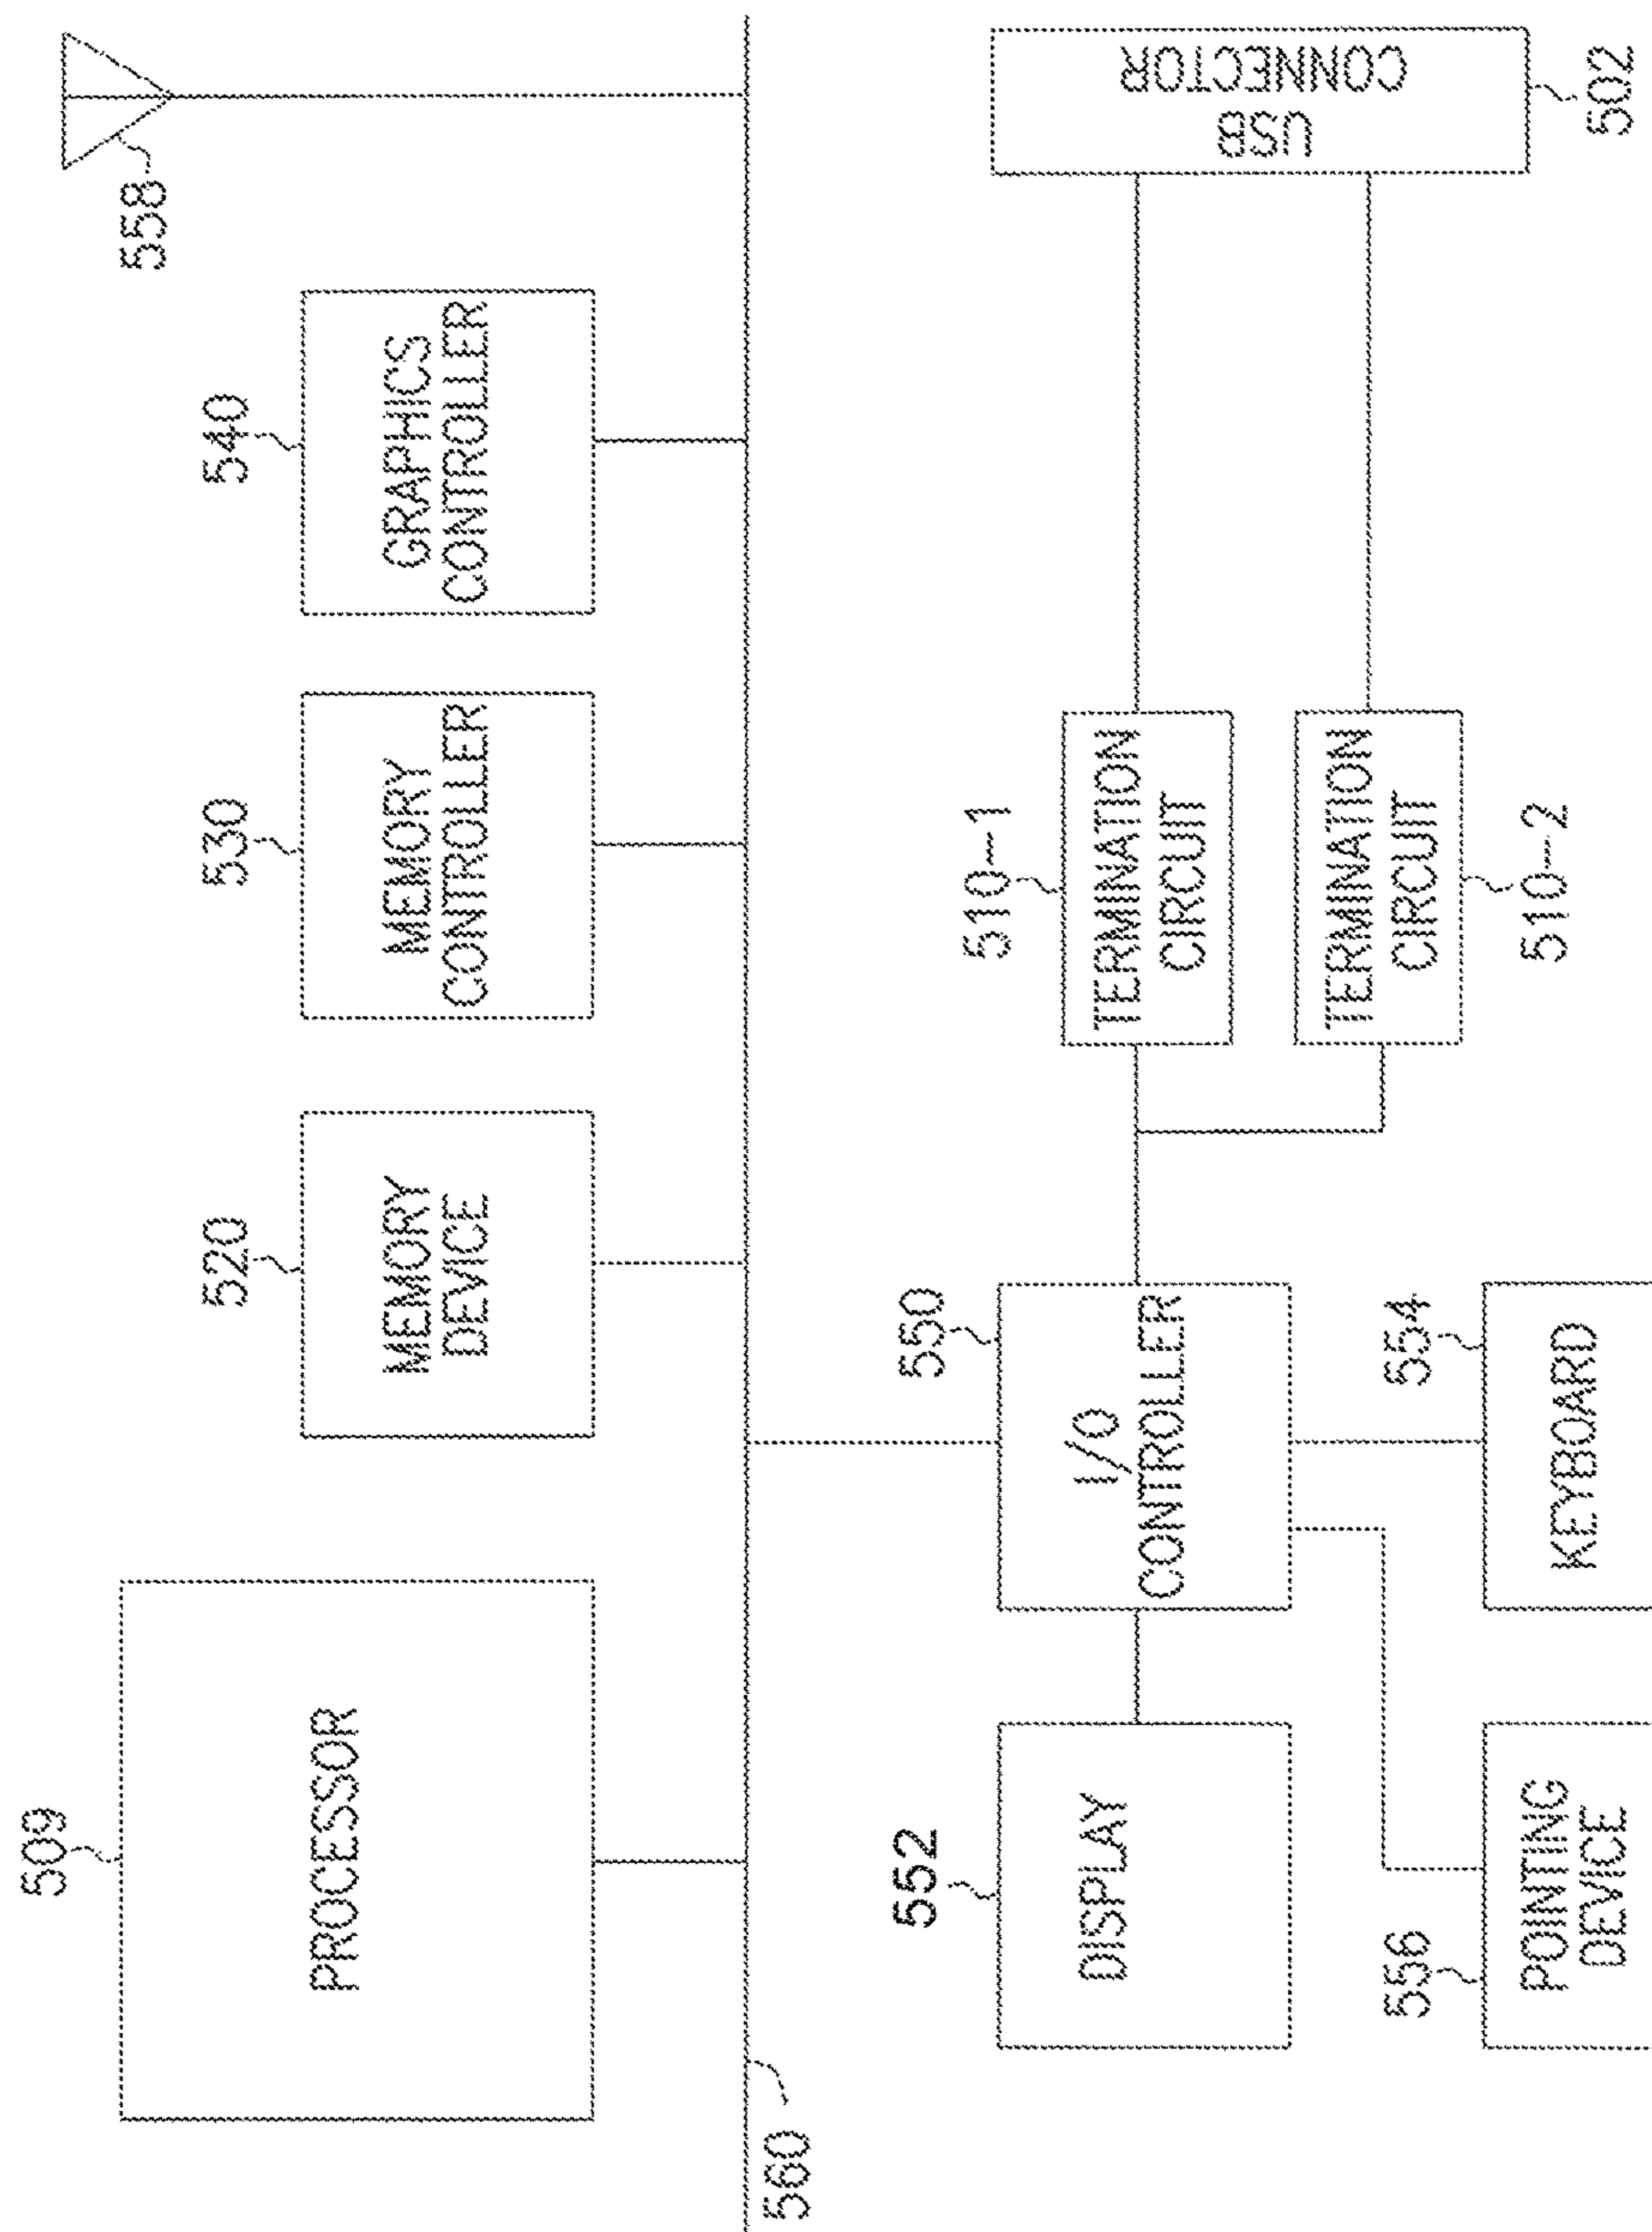 509
PROCESSOR
520
MEMORY
DEVICE
530
MEMORY
CONTROLLER
540
GRAPHICS
CONTROLLER
558
560
552
DISPLAY
550
I/O
CONTROLLER
510-1
TERMINATION
CIRCUIT
TERMINATION
CIRCUIT
510-2
USB
CONNECTOR
502
556
POINTING
DEVICE
554
KEYBOARD